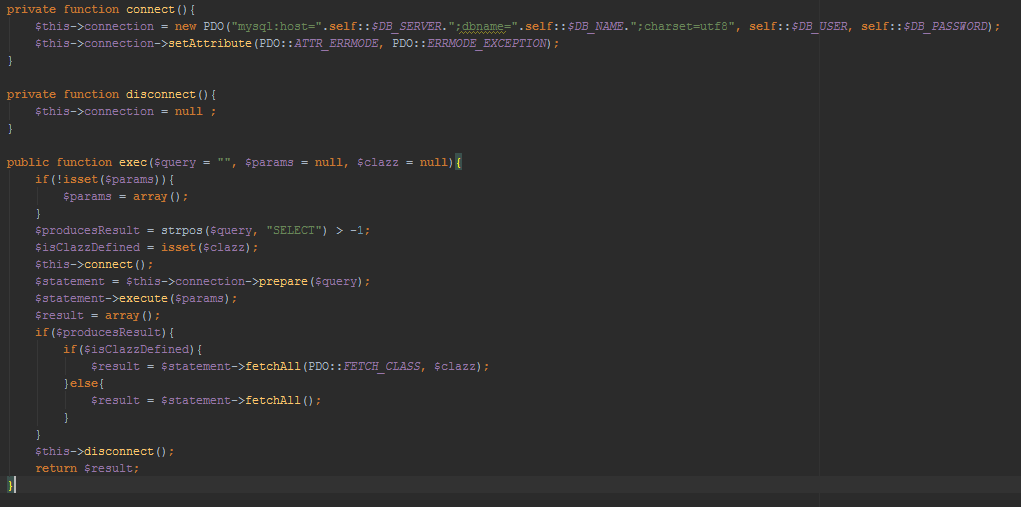 private function connect(){
    $this->connection = new PDO("mysql:host=".self::$DB_SERVER.";dbname=".self::$DB_NAME.";charset=utf8", self::$DB_USER, self::$DB_PASSWORD);
    $this->connection->setAttribute(PDO::ATTR_ERRMODE, PDO::ERRMODE_EXCEPTION);
}

private function disconnect(){
    $this->connection = null ;
}

public function exec($query = "", $params = null, $clazz = null){
    if(!isset($params)){
        $params = array();
    }
    $producesResult = strpos($query, "SELECT") > -1;
    $isClazzDefined = isset($clazz);
    $this->connect();
    $statement = $this->connection->prepare($query);
    $statement->execute($params);
    $result = array();
    if($producesResult){
        if($isClazzDefined){
            $result = $statement->fetchAll(PDO::FETCH_CLASS, $clazz);
        }else{
            $result = $statement->fetchAll();
        }
    }
    $this->disconnect();
    return $result;
}